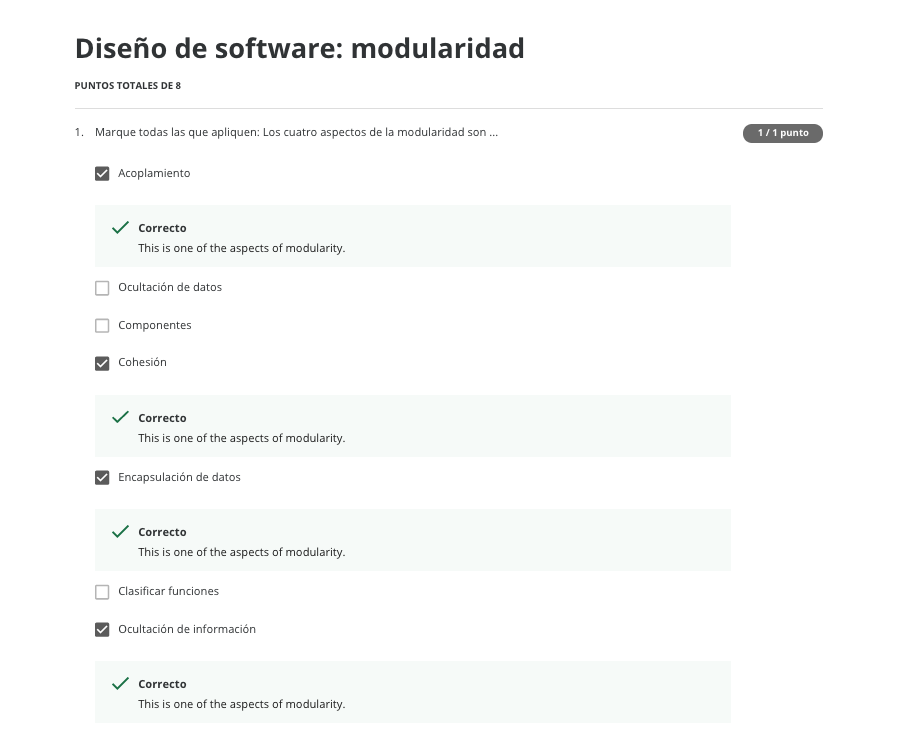 Diseño de software: modularidad
PUNTOS TOTALES DE 8
1. Marque todas las que apliquen: Los cuatro aspectos de la modularidad son ...
1 / 1 punto
Acoplamiento
Correcto
This is one of the aspects of modularity.
Ocultación de datos
Componentes
Cohesión
Correcto
This is one of the aspects of modularity.
Encapsulación de datos
Correcto
This is one of the aspects of modularity.
Clasificar funciones
Ocultación de información
Correcto
This is one of the aspects of modularity.